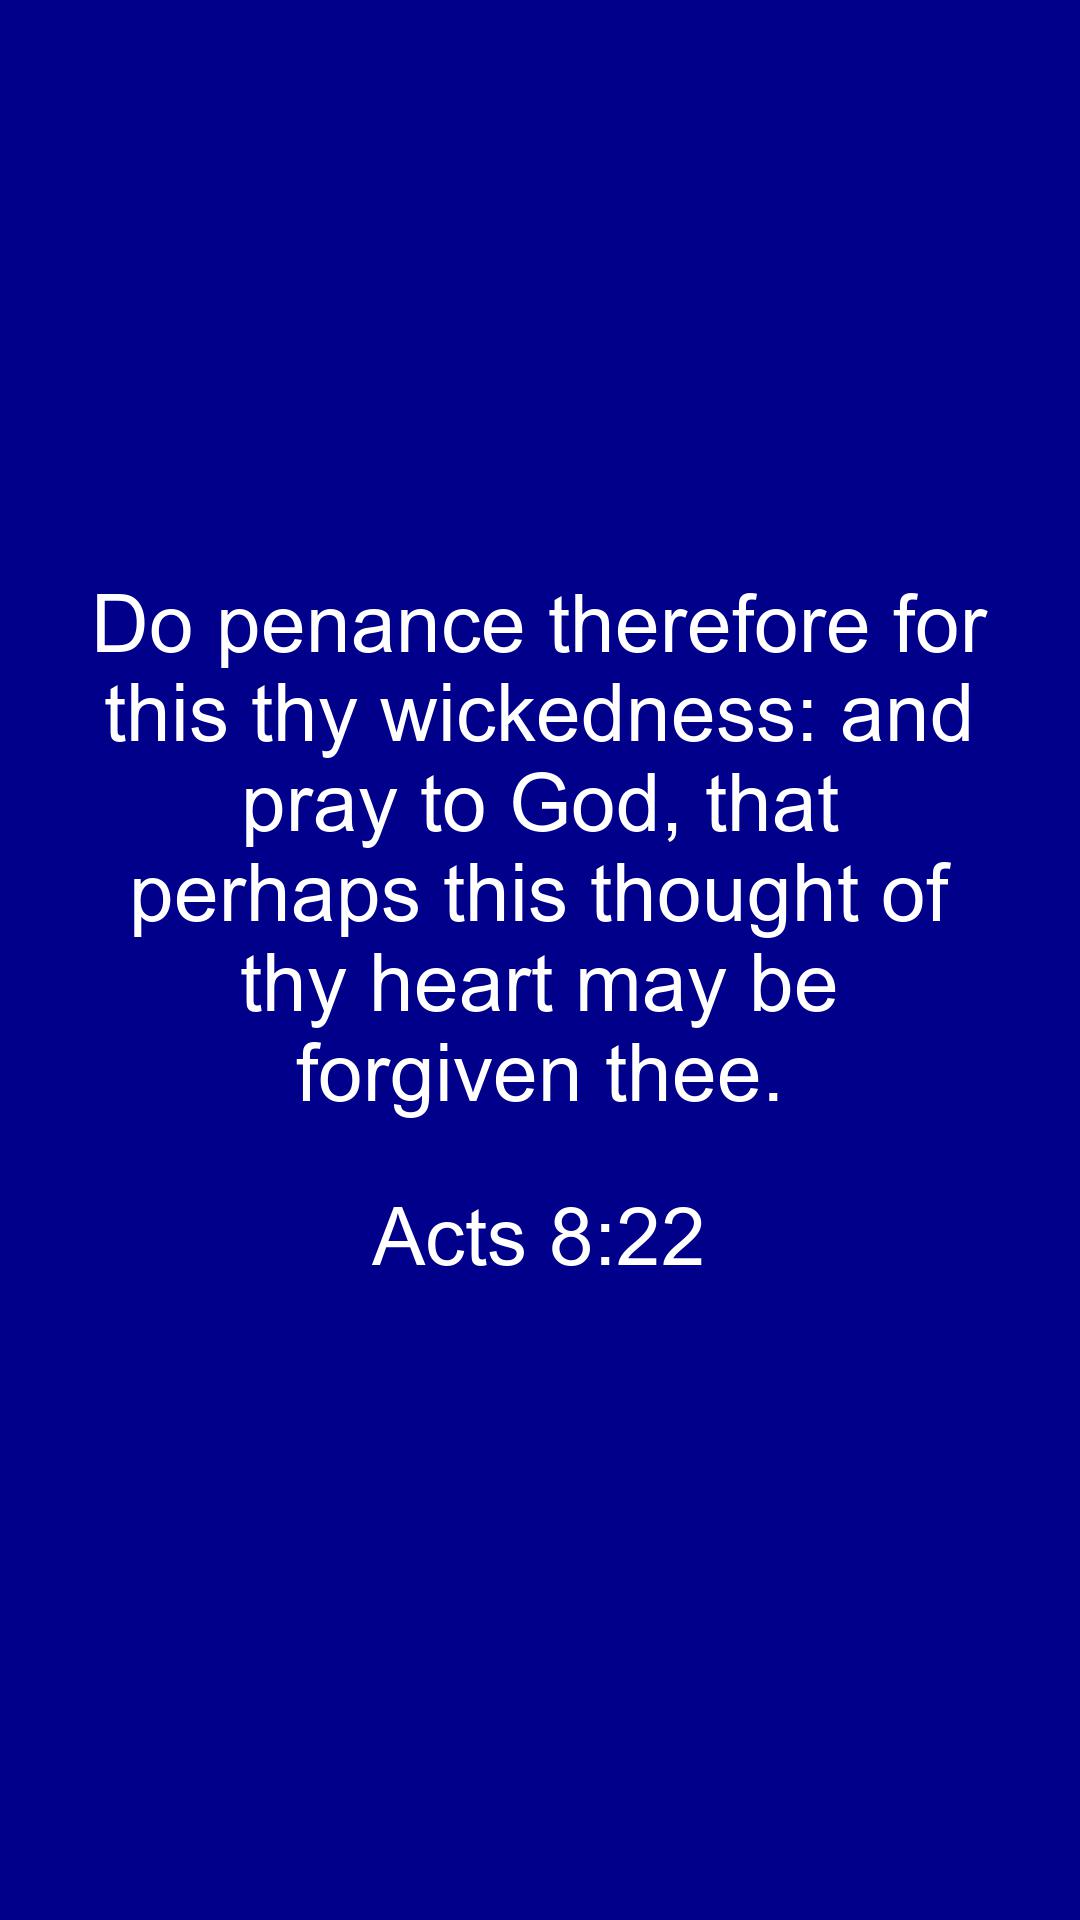 Do penance therefore for
this thy wickedness: and
pray to God, that
perhaps this thought of
thy heart may be
forgiven thee.
Acts 8:22